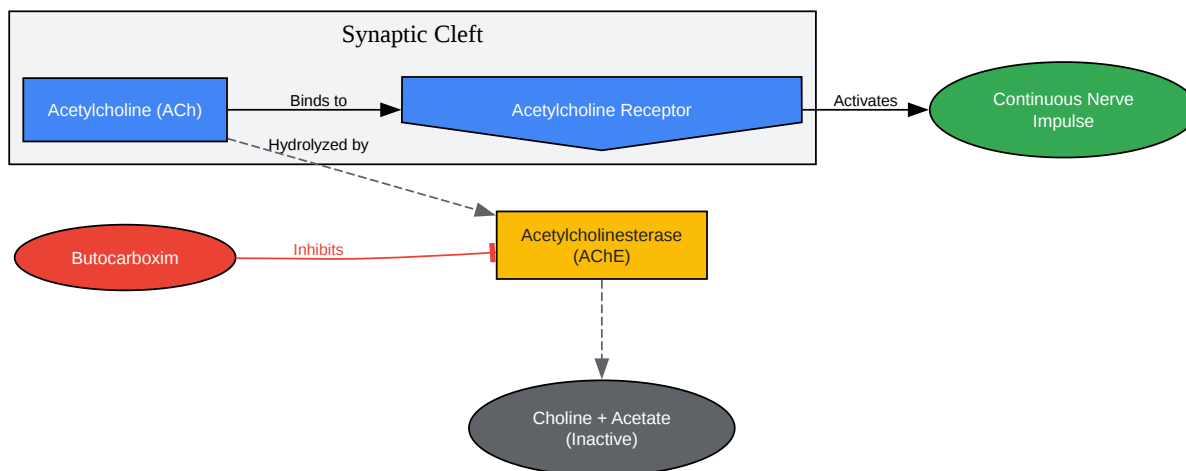 Synaptic Cleft
Acetylcholine (ACh)
Binds to
Acetylcholine Receptor
Activates
Continuous Nerve
Impulse
Hydrolyzed by
Butocarboxim
Inhibits
Acetylcholinesterase
(AChE)
Choline + Acetate
(Inactive)